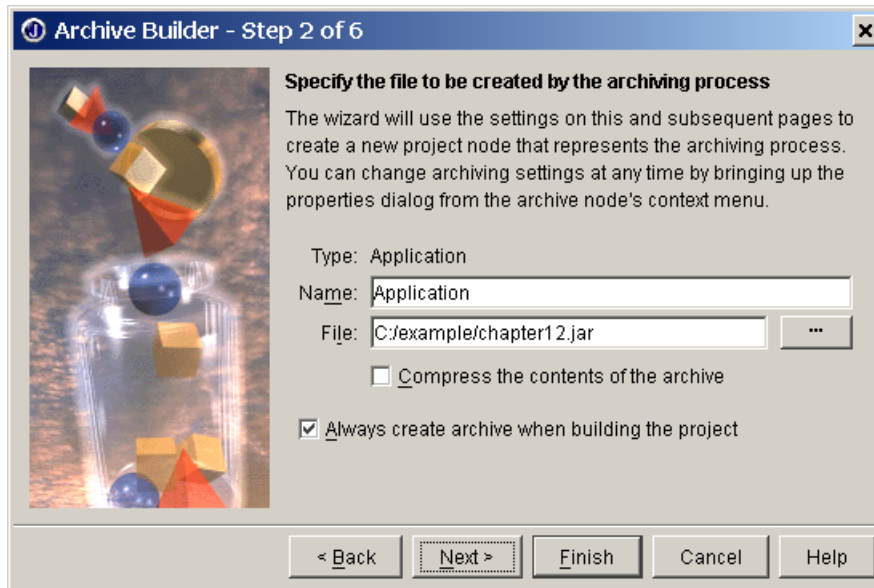 Archive Builder - Step 2 of 6
Specify the file to be created by the archiving process
The wizard will use the settings on this and subsequent pages to
create a new project node that represents the archiving process.
You can change archiving settings at any time by bringing up the
properties dialog from the archive node's context menu.
Type: Application
Name: Application
File: C:/example/chapter12.jar ...
Compress the contents of the archive
Always create archive when building the project
< Back Next > Finish Cancel Help